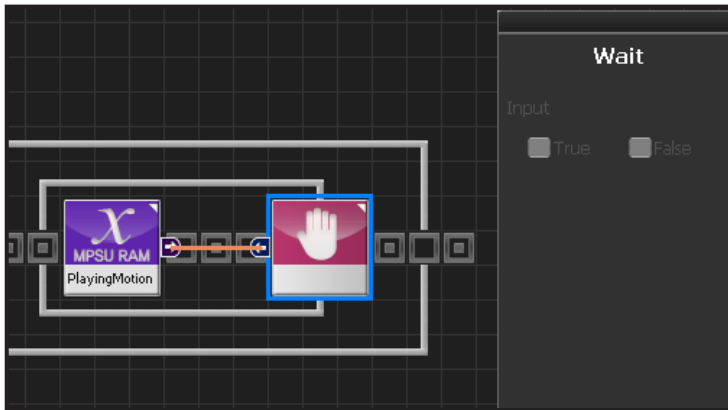 Wait
Input
True
False
X
MPSU RAM
PlayingMotion